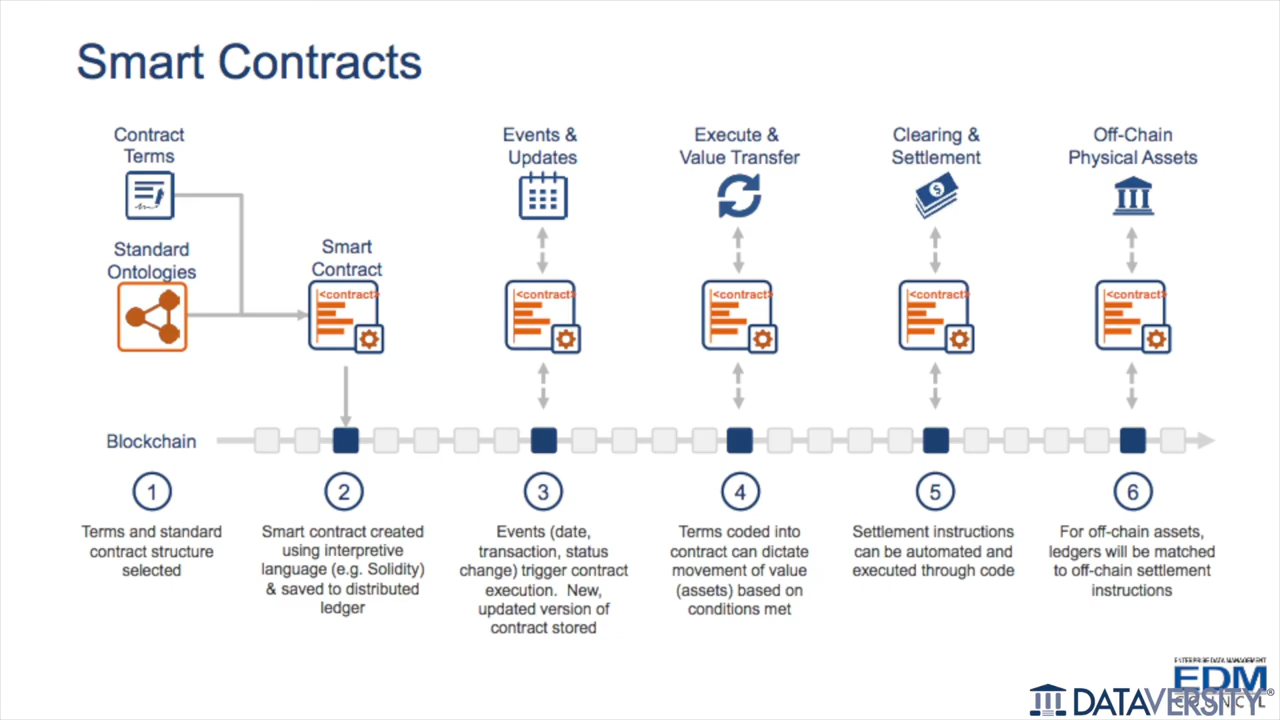 Smart Contracts
Contract
Terms
Standard
Ontologies
Smart
Contract
<contract>
Events &
Updates
<contract>
Execute &
Value Transfer
<contract>
Clearing &
Settlement
$
<contract>
Off-Chain
Physical Assets
<contract>
Blockchain
1
Terms and standard
contract structure
selected
2
Smart contract created
using interpretive
language (e.g. Solidity)
& saved to distributed
ledger
3
Events (date,
transaction, status
change) trigger contract
execution. New,
updated version of
contract stored
4
Terms coded into
contract can dictate
movement of value
(assets) based on
conditions met
5
Settlement instructions
can be automated and
executed through code
6
For off-chain assets,
ledgers will be matched
to off-chain settlement
instructions
ENTERPRISE DATA MANAGEMENT
EDM
COUNCIL
DATAVERSITY®